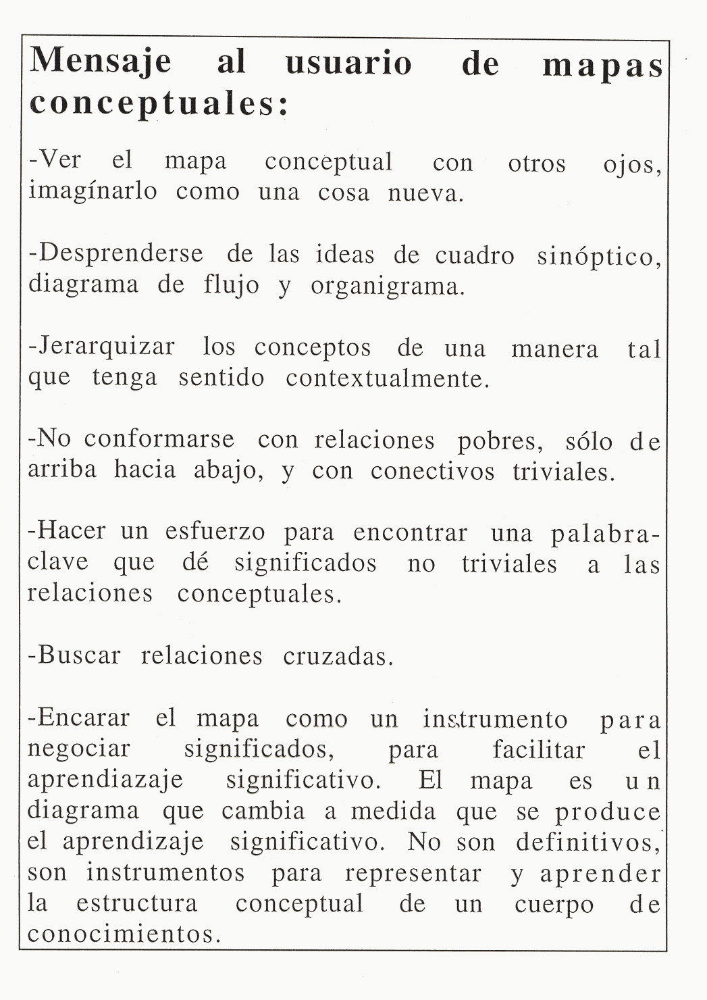 Mensaje al usuario de mapas
conceptuales:
-Ver el mapa conceptual con otros ojos,
imagínarlo como una cosa nueva.
-Desprenderse de las ideas de cuadro sinóptico,
diagrama de flujo y organigrama.
-Jerarquizar los conceptos de una manera tal
que tenga sentido contextualmente.
-No conformarse con relaciones pobres, sólo de
arriba hacia abajo, y con conectivos triviales.
-Hacer un esfuerzo para encontrar una palabra-
clave que dé significados no triviales a las
relaciones conceptuales.
-Buscar relaciones cruzadas.
-Encarar el mapa como un instrumento para
negociar significados, para facilitar el
aprendiazaje significativo. El mapa es un
diagrama que cambia a medida que se produce
el aprendizaje significativo. No son definitivos,
son instrumentos para representar y aprender
la estructura conceptual de un cuerpo de
conocimientos.